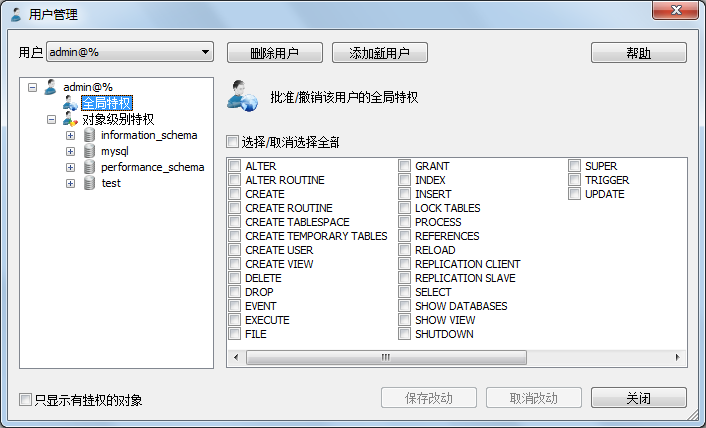 用户管理
用户 admin@% 删除用户 添加新用户 帮助
admin@%
全局特权
对象级别特权
information_schema
mysql
performance_schema
test
批准/撤销该用户的全局特权
选择/取消选择全部
ALTER
ALTER ROUTINE
CREATE
CREATE ROUTINE
CREATE TABLESPACE
CREATE TEMPORARY TABLES
CREATE USER
CREATE VIEW
DELETE
DROP
EVENT
EXECUTE
FILE
GRANT
INDEX
INSERT
LOCK TABLES
PROCESS
REFERENCES
RELOAD
REPLICATION CLIENT
REPLICATION SLAVE
SELECT
SHOW DATABASES
SHOW VIEW
SHUTDOWN
SUPER
TRIGGER
UPDATE
只显示有挂权的对象 保存改动 取消改动 关闭